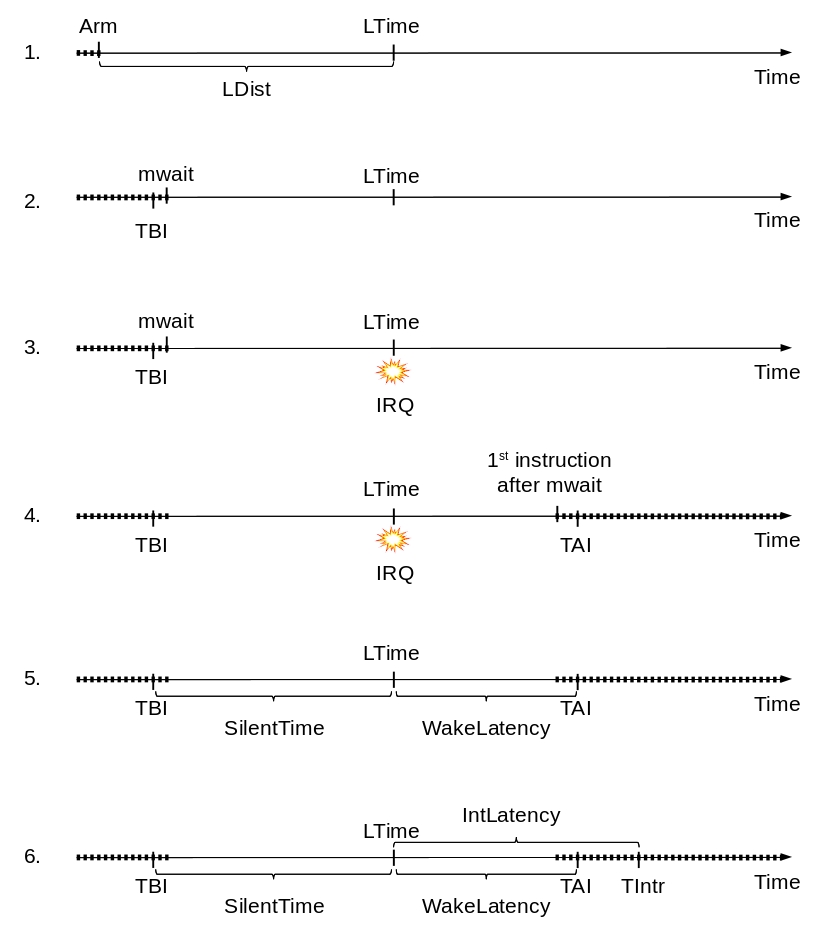 Arm LTime
1.
Time
LDist
mwait LTime
2.
TBI Time
mwait LTime
3.
TBI Time
IRQ
1st instruction
after mwait
LTime
4.
TBI TAI Time
IRQ
LTime
5.
TBI TAI Time
SilentTime WakeLatency
IntLatency
LTime
6.
TBI TAI TIntr Time
SilentTime WakeLatency